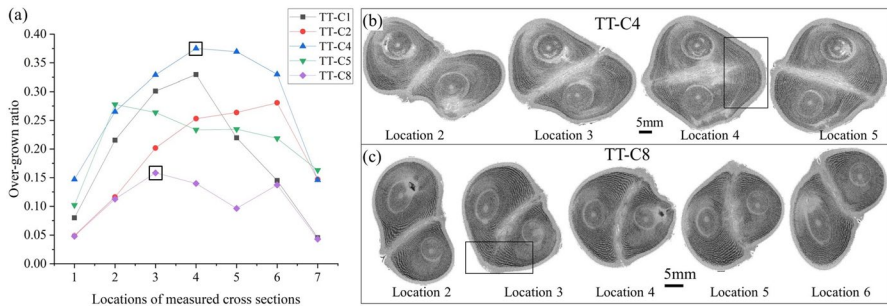 (a)
TT-C1
TT-C2
TT-C4
TT-C5
TT-C8
0.40
0.35
0.30
0.25
0.20
0.15
0.10
0.05
0.00
Over-grown ratio
1 2 3 4 5 6 7
Locations of measured cross sections
(b) TT-C4
Location 2 Location 3 5mm Location 4 Location 5
(c) TT-C8
5mm
Location 2 Location 3 Location 4 Location 5 Location 6